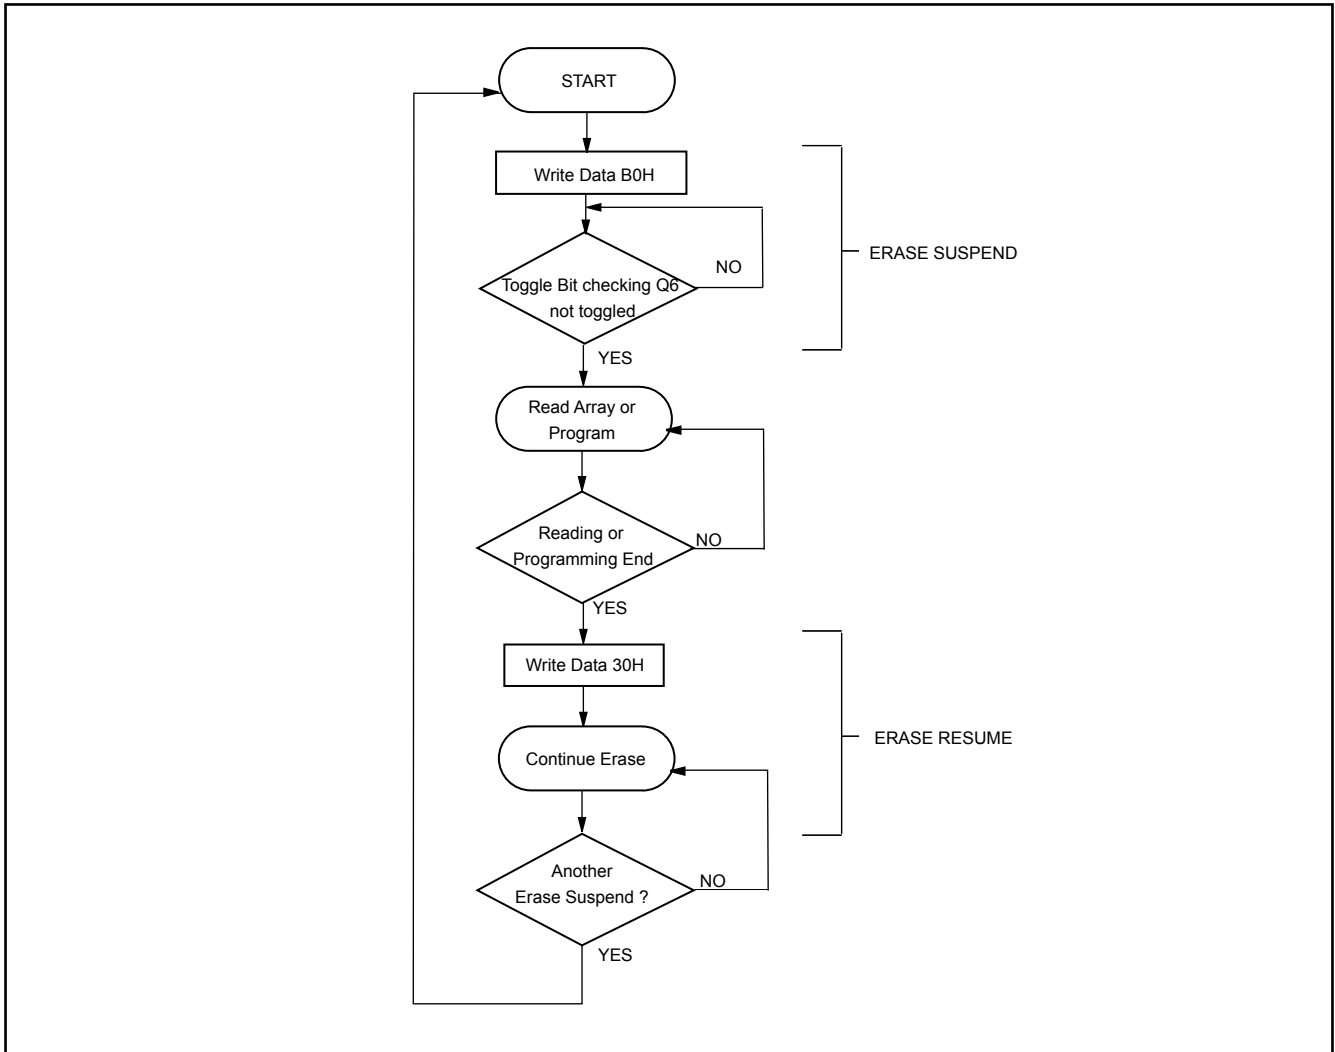 START
Write Data B0H
ERASE SUSPEND
NO
Toggle Bit checking Q6
not toggled
YES
Read Array or
Program
Reading or
Programming End
NO
YES
Write Data 30H
ERASE RESUME
Continue Erase
Another
Erase Suspend ?
NO
YES